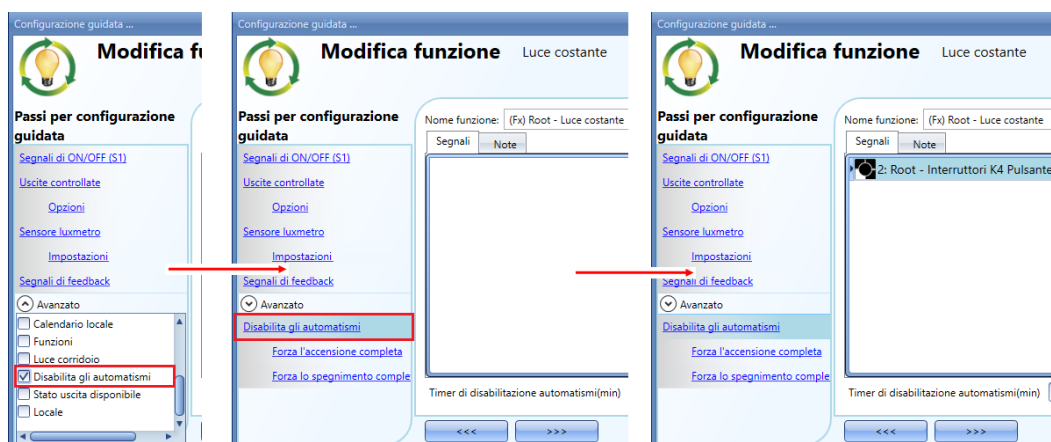 Configurazione guidata ...
Modifica fu
Passi per configurazione
guidata
Segnali di ON/OFF (S1)
Uscite controllate
Opzioni
Sensore luxmetro
Impostazioni
Segnali di feedback
Avanzato
Calendario locale
Funzioni
Luce corridoio
Disabilita gli automatismi
Stato uscita disponibile
Locale
Configurazione guidata ...
Modifica funzione Luce costante
Passi per configurazione
guidata
Segnali di ON/OFF (S1)
Uscite controllate
Opzioni
Sensore luxmetro
Impostazioni
Segnali di feedback
Avanzato
Disabilita gli automatismi
Forza l'accensione completa
Forza lo spegnimento comple
Nome funzione: (Fx) Root - Luce costante
Segnali Note
Timer di disabilitazione automatismi(min)
<<< >>>
Configurazione guidata ...
Modifica funzione Luce costante
Passi per configurazione
guidata
Segnali di ON/OFF (S1)
Uscite controllate
Opzioni
Sensore luxmetro
Impostazioni
Segnali di feedback
Avanzato
Disabilita gli automatismi
Forza l'accensione completa
Forza lo spegnimento comple
Nome funzione: (Fx) Root - Luce costante
Segnali Note
2: Root - Interruttori K4 Pulsante
Timer di disabilitazione automatismi(min)
<<< >>>